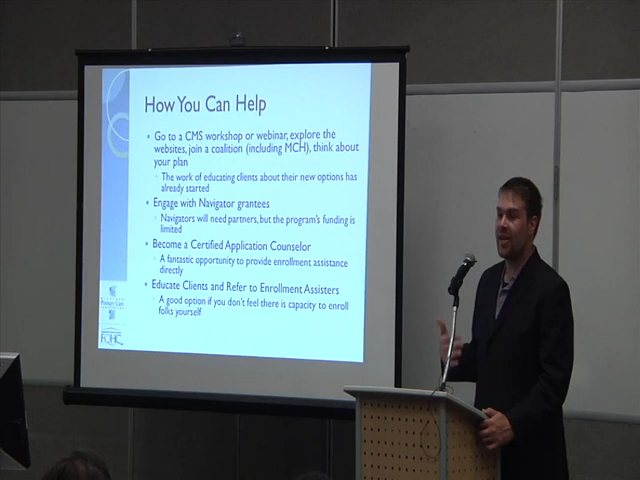 How You Can Help
• Go to a CMS workshop or webinar, explore the
websites, join a coalition (including MCH), think about
your plan
• The work of educating clients about their new options has
already started
• Engage with Navigator grantees
• Navigators will need partners, but the program's funding is
limited
• Become a Certified Application Counselor
• A fantastic opportunity to provide enrollment assistance
directly
• Educate Clients and Refer to Enrollment Assisters
• A good option if you don't feel there is capacity to enroll
folks yourself
Primary Care
FQHC